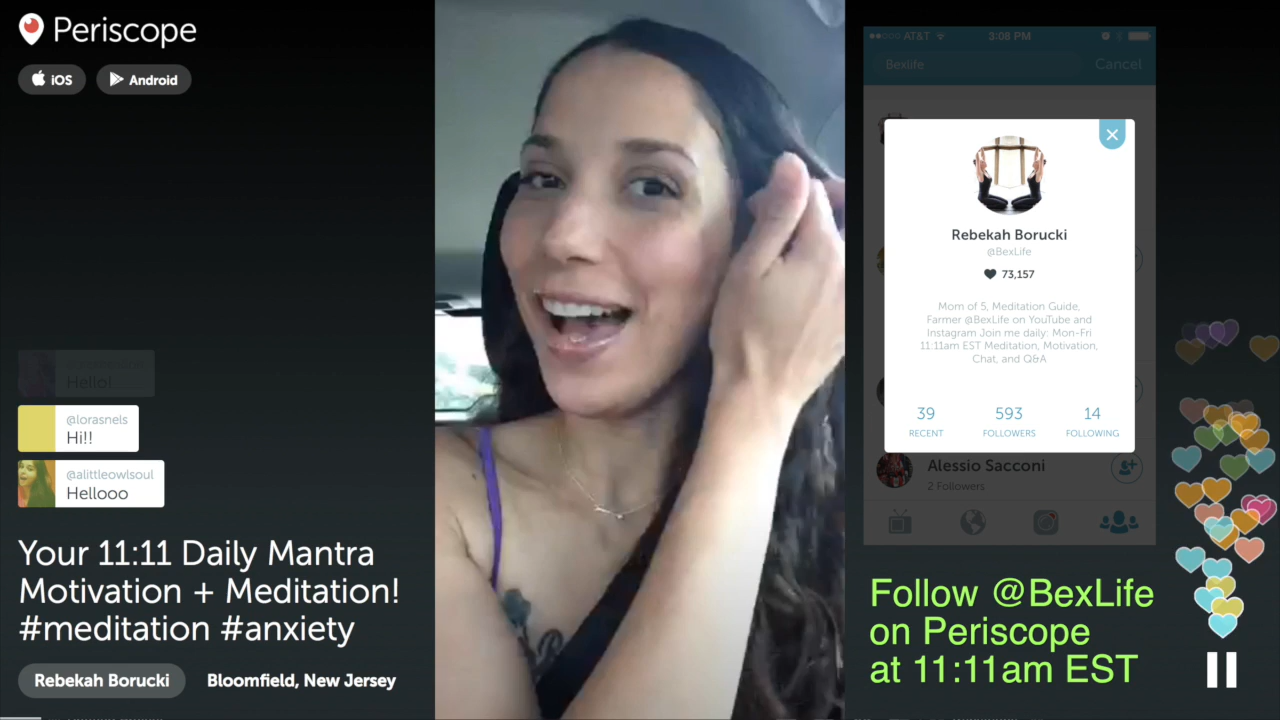 Periscope
iOS
Android
Hello!
@lorasnels
Hi!!
@alittleowlsoul
Hellooo
Your 11:11 Daily Mantra
Motivation + Meditation!
#meditation #anxiety
Rebekah Borucki
Bloomfield, New Jersey
AT&T
3:08 PM
Bexlife
Cancel
Rebekah Borucki
@BexLife
73,157
Mom of 5, Meditation Guide,
Farmer @BexLife on YouTube and
Instagram Join me daily: Mon-Fri
11:11am EST Meditation, Motivation,
Chat, and Q&A
39
593
14
RECENT
FOLLOWERS
FOLLOWING
Alessio Sacconi
2 Followers
Follow @BexLife
on Periscope
at 11:11am EST